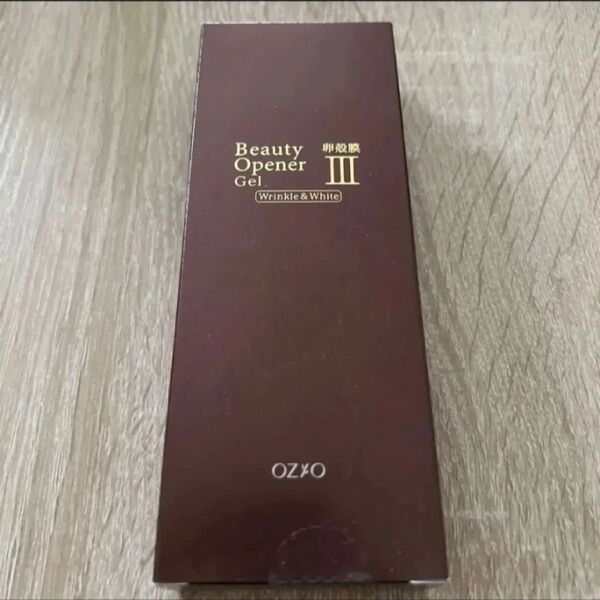 Beauty
Opener
Gel
卵殻膜
III
Wrinkle & White
OZIO